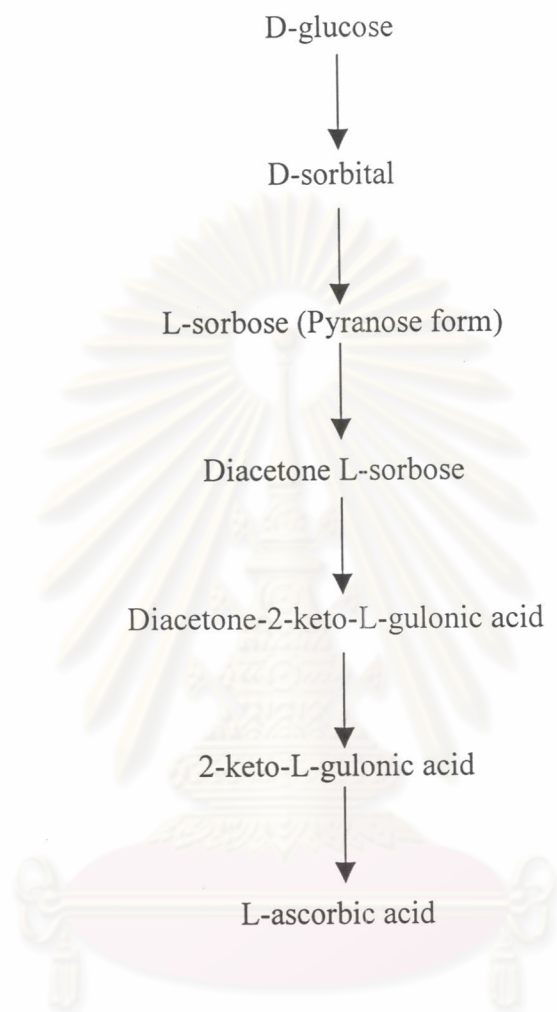 D-glucose
D-sorbital
L-sorbose (Pyranose form)
Diacetone L-sorbose
Diacetone-2-keto-L-gulonic acid
2-keto-L-gulonic acid
L-ascorbic acid